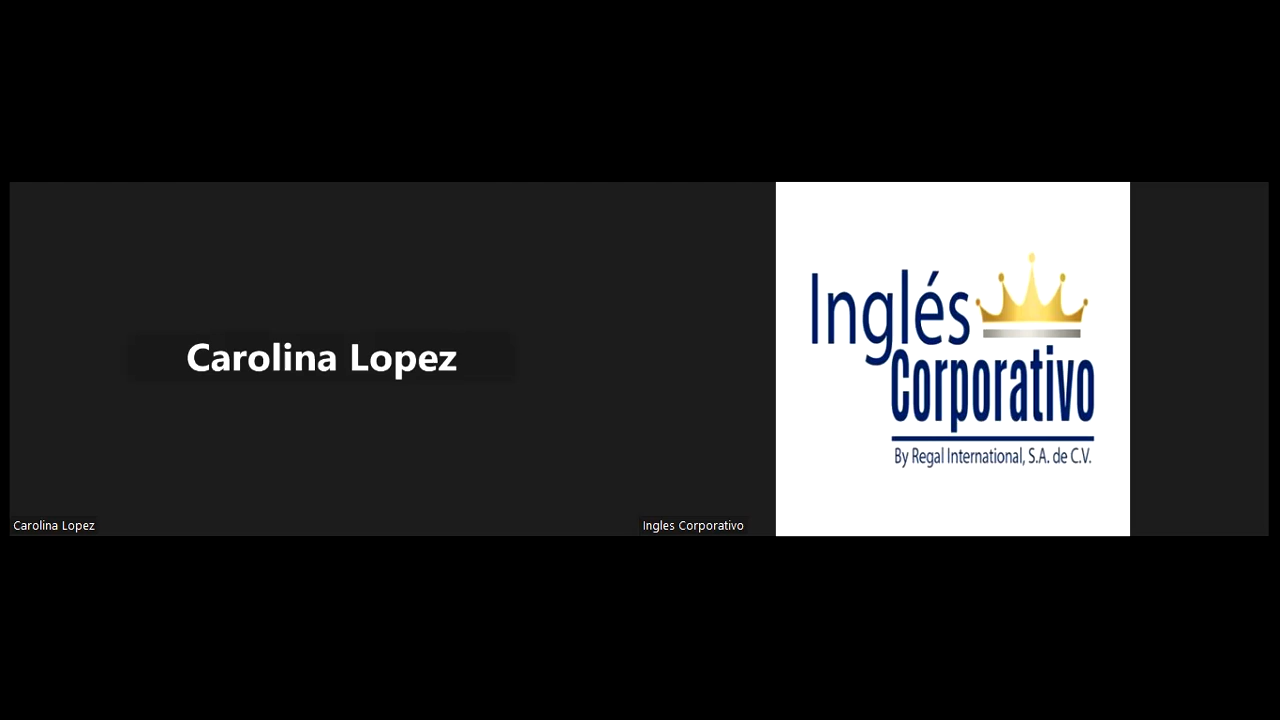 Carolina Lopez
Carolina Lopez
Ingles Corporativo
Inglés
Corporativo
By Regal International, S.A. de C.V.